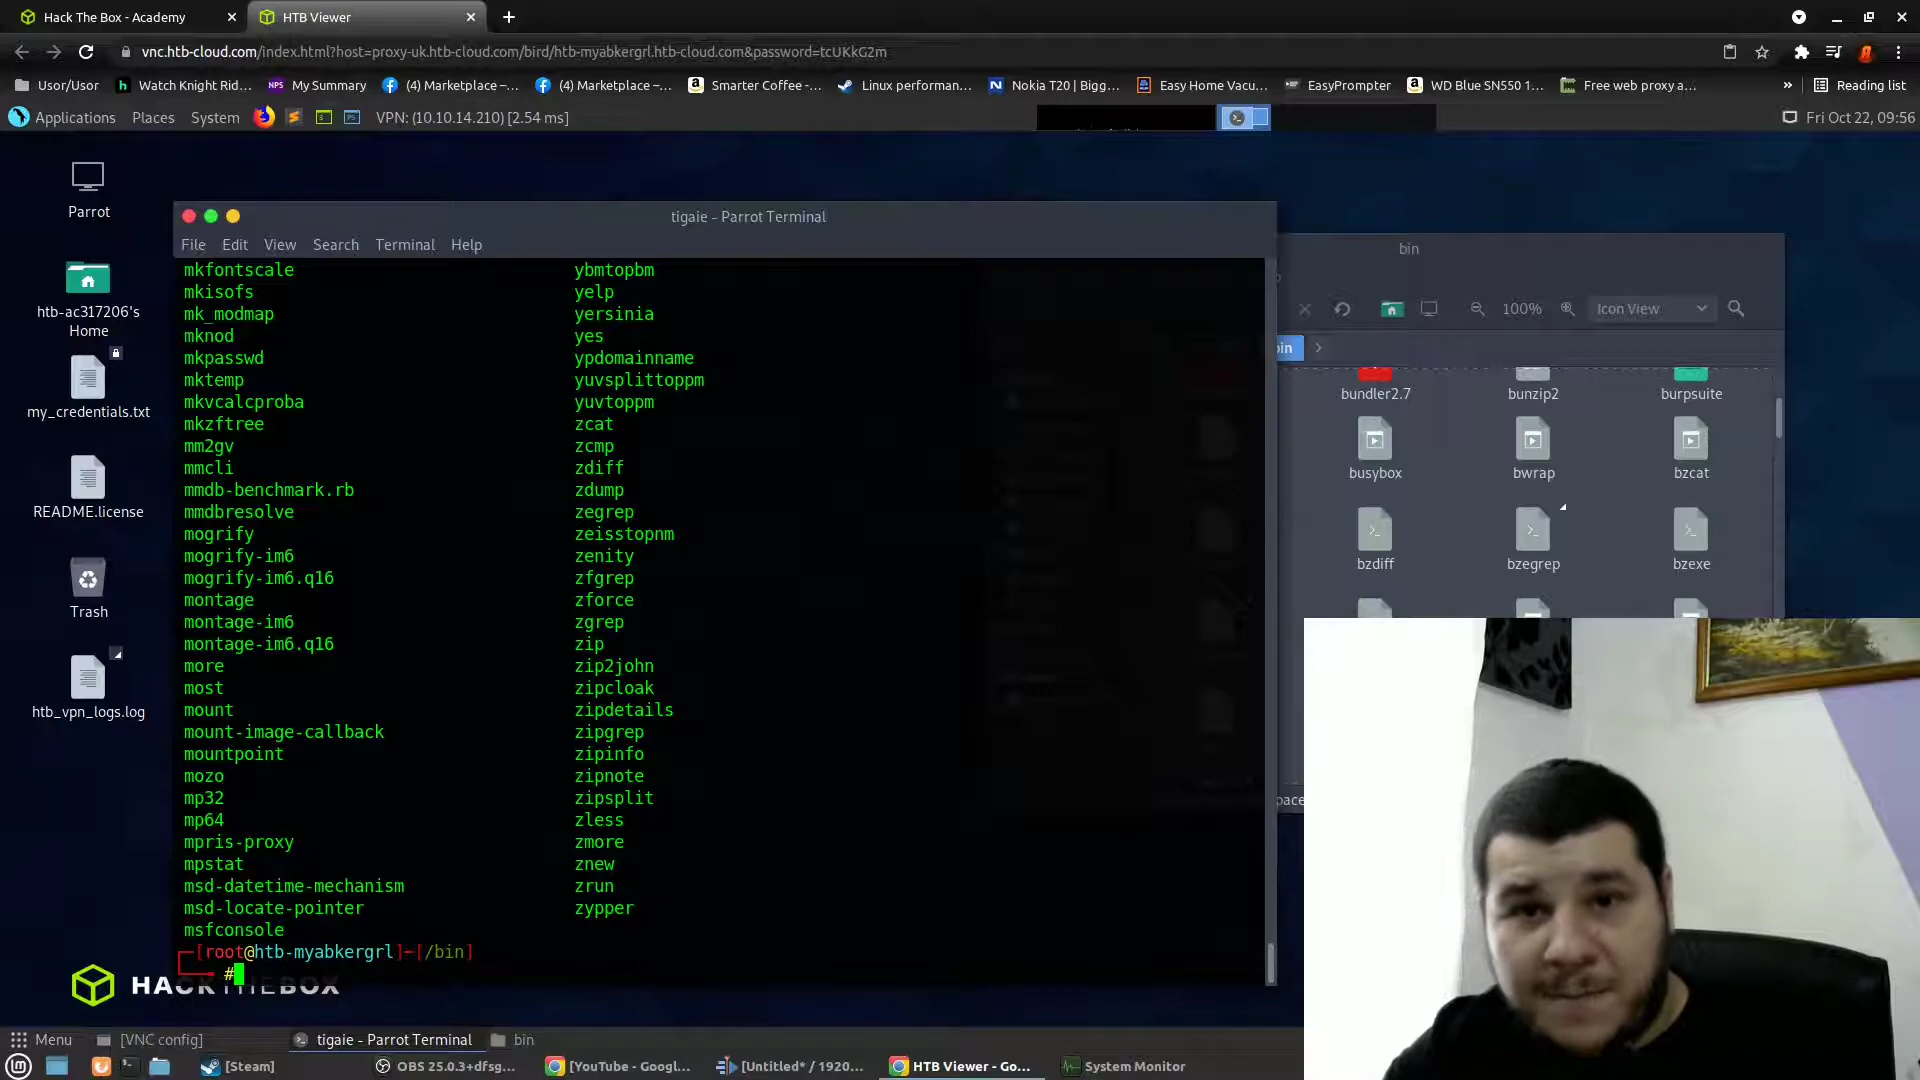 Hack The Box - Academy
HTB Viewer
vnc.htb-cloud.com/index.html?host=proxy-uk.htb-cloud.com/bird/htb-myabkergrl.htb-cloud.com&password=tcUKkG2m
Usor/Usor
Watch Knight Rid...
NPS My Summary
(4) Marketplace –...
(4) Marketplace –...
Smarter Coffee -...
Linux performan...
Nokia T20 | Bigg...
Easy Home Vacu...
EasyPrompter
WD Blue SN550 1...
Free web proxy a...
»
Reading list
Applications Places System
VPN: (10.10.14.210) [2.54 ms]
Fri Oct 22, 09:56
Parrot
htb-ac317206's
Home
my_credentials.txt
README.license
Trash
htb_vpn_logs.log
tigaie - Parrot Terminal
File Edit View Search Terminal Help
mkfontscale ybmtopbm
mkisofs yelp
mk_modmap yersinia
mknod yes
mkpasswd ypdomainname
mktemp yuvsplittoppm
mkvcalcproba yuvtoppm
mkzftree zcat
mm2gv zcmp
mmcli zdiff
mmdb-benchmark.rb zdump
mmdbresolve zegrep
mogrify zeisstopnm
mogrify-im6 zenity
mogrify-im6.q16 zfgrep
montage zforce
montage-im6 zgrep
montage-im6.q16 zip
more zip2john
most zipcloak
mount zipdetails
mount-image-callback zipgrep
mountpoint zipinfo
mozo zipnote
mp32 zipsplit
mp64 zless
mpris-proxy zmore
mpstat znew
msd-datetime-mechanism zrun
msd-locate-pointer zypper
msfconsole
[root@htb-myabkergrl]─[/bin]
#
HACKTHEBOX
bin
100%
Icon View
bin
bundler2.7 bunzip2 burpsuite
busybox bwrap bzcat
bzdiff bzegrep bzexe
pace
Menu
[VNC config]
tigaie - Parrot Terminal
bin
[Steam]
OBS 25.0.3+dfsg...
[YouTube - Googl...
[Untitled* / 1920...
HTB Viewer - Go...
System Monitor